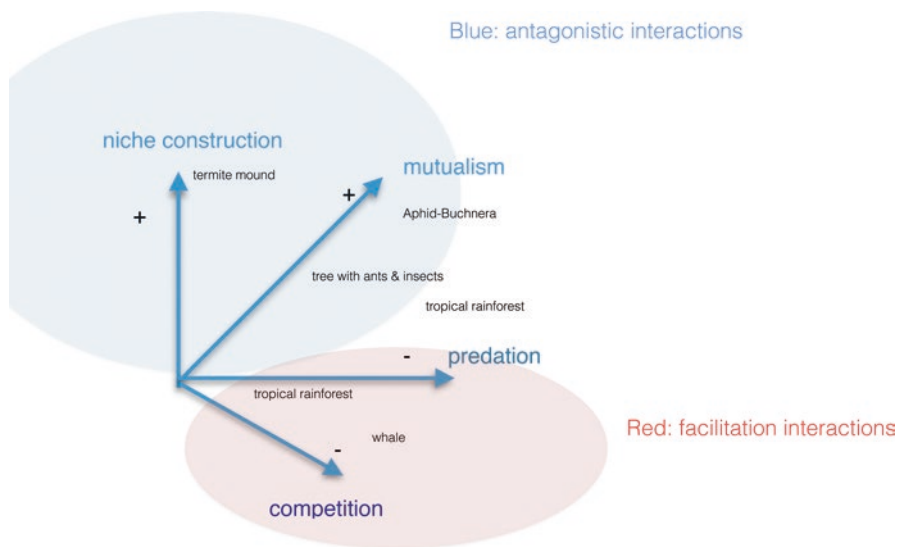 Blue: antagonistic interactions
niche construction
termite mound
mutualism
+
+
Aphid-Buchnera
tree with ants & insects
tropical rainforest
-
predation
tropical rainforest
Red: facilitation interactions
whale
-
competition